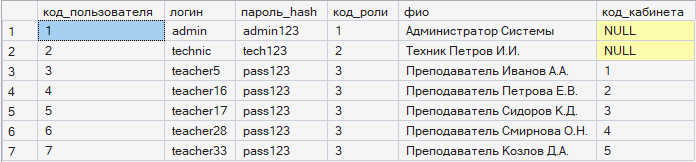 код_пользователя логин пароль_hash код_роли фио код_кабинета
1 1 admin admin123 1 Администратор Системы NULL
2 2 technic tech123 2 Техник Петров И.И. NULL
3 3 teacher5 pass123 3 Преподаватель Иванов А.А. 1
4 4 teacher16 pass123 3 Преподаватель Петрова Е.В. 2
5 5 teacher17 pass123 3 Преподаватель Сидоров К.Д. 3
6 6 teacher28 pass123 3 Преподаватель Смирнова О.Н. 4
7 7 teacher33 pass123 3 Преподаватель Козлов Д.А. 5